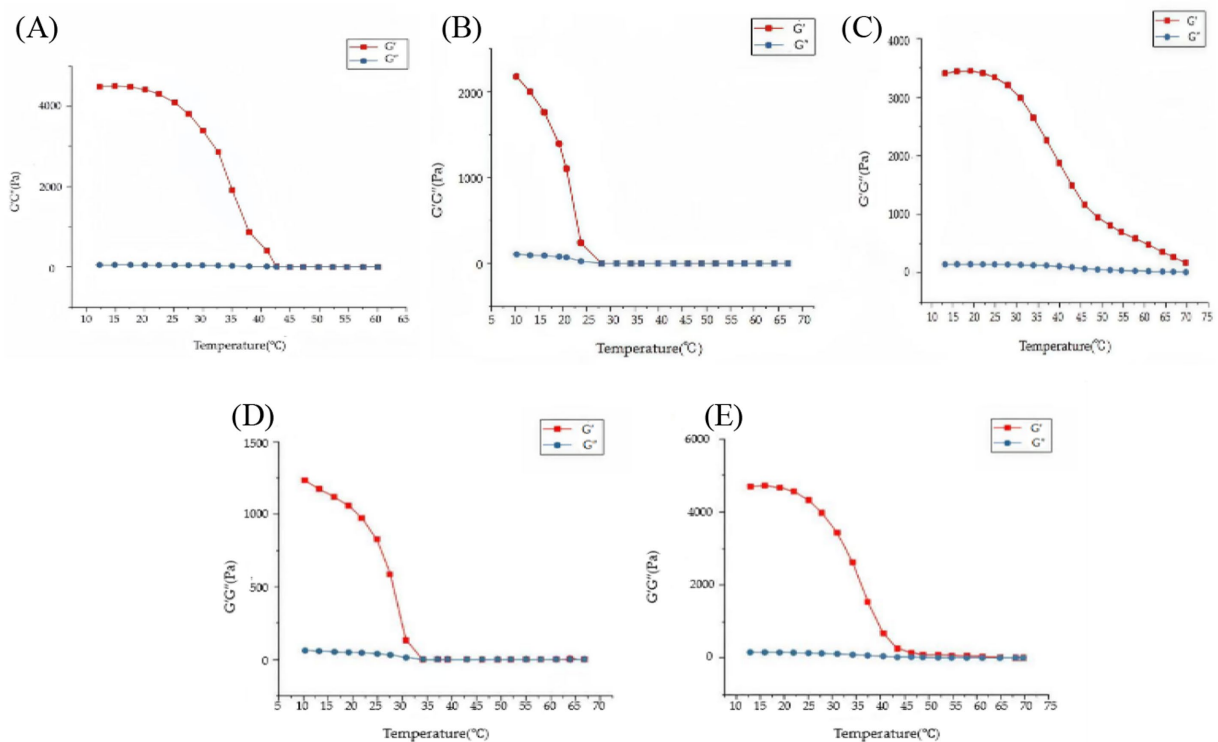 (A)
G'
G''
4000
2000
0
G'G''(Pa)
10 15 20 25 30 35 40 45 50 55 60 65
Temperature(°C)
(B)
G'
G''
2000
1000
0
G'G''(Pa)
5 10 15 20 25 30 35 40 45 50 55 60 65 70
Temperature(℃)
(C)
G'
G''
4000
3000
2000
1000
0
G'G''(Pa)
10 15 20 25 30 35 40 45 50 55 60 65 70 75
Temperature(℃)
(D)
G'
G''
1500
1000
500
0
G'G''(Pa)
5 10 15 20 25 30 35 40 45 50 55 60 65 70
Temperature(℃)
(E)
G'
G''
6000
4000
2000
0
G'G''(Pa)
10 15 20 25 30 35 40 45 50 55 60 65 70 75
Temperature(℃)